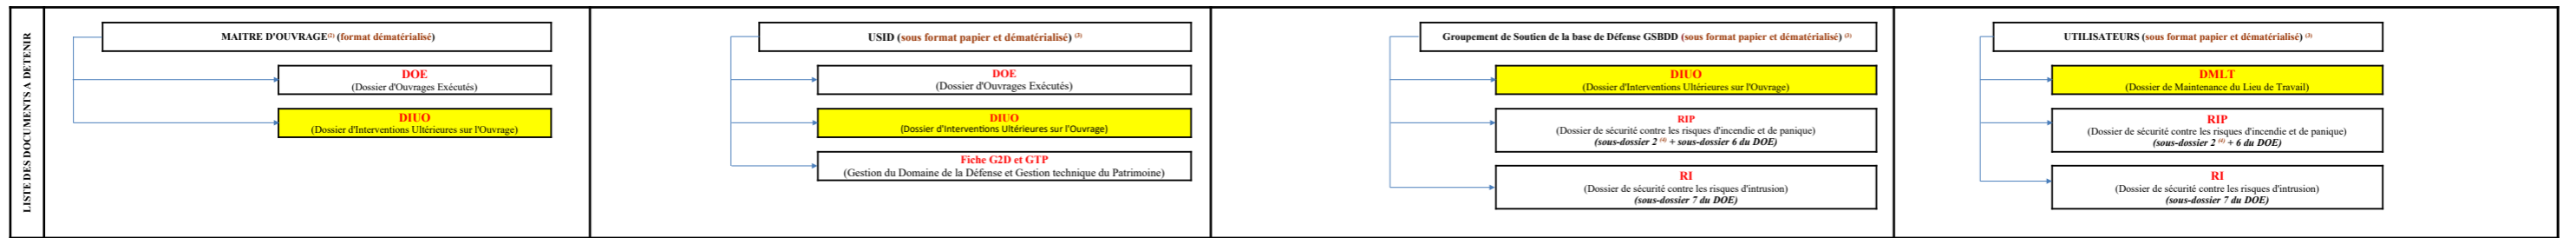 LISTE DES DOCUMENTS A DETENIR
MAITRE D'OUVRAGE(2) (format dématérialisé)
DOE
(Dossier d'Ouvrages Exécutés)
DIUO
(Dossier d'Interventions Ultérieures sur l'Ouvrage)
USID (sous format papier et dématérialisé) (3)
DOE
(Dossier d'Ouvrages Exécutés)
DIUO
(Dossier d'Interventions Ultérieures sur l'Ouvrage)
Fiche G2D et GTP
(Gestion du Domaine de la Défense et Gestion technique du Patrimoine)
Groupement de Soutien de la base de Défense GSBDD (sous format papier et dématérialisé) (3)
DIUO
(Dossier d'Interventions Ultérieures sur l'Ouvrage)
RIP
(Dossier de sécurité contre les risques d'incendie et de panique)
(sous-dossier 2 (4) + sous-dossier 6 du DOE)
RI
(Dossier de sécurité contre les risques d'intrusion)
(sous-dossier 7 du DOE)
UTILISATEURS (sous format papier et dématérialisé) (3)
DMLT
(Dossier de Maintenance du Lieu de Travail)
RIP
(Dossier de sécurité contre les risques d'incendie et de panique)
(sous-dossier 2 (4) + 6 du DOE)
RI
(Dossier de sécurité contre les risques d'intrusion)
(sous-dossier 7 du DOE)